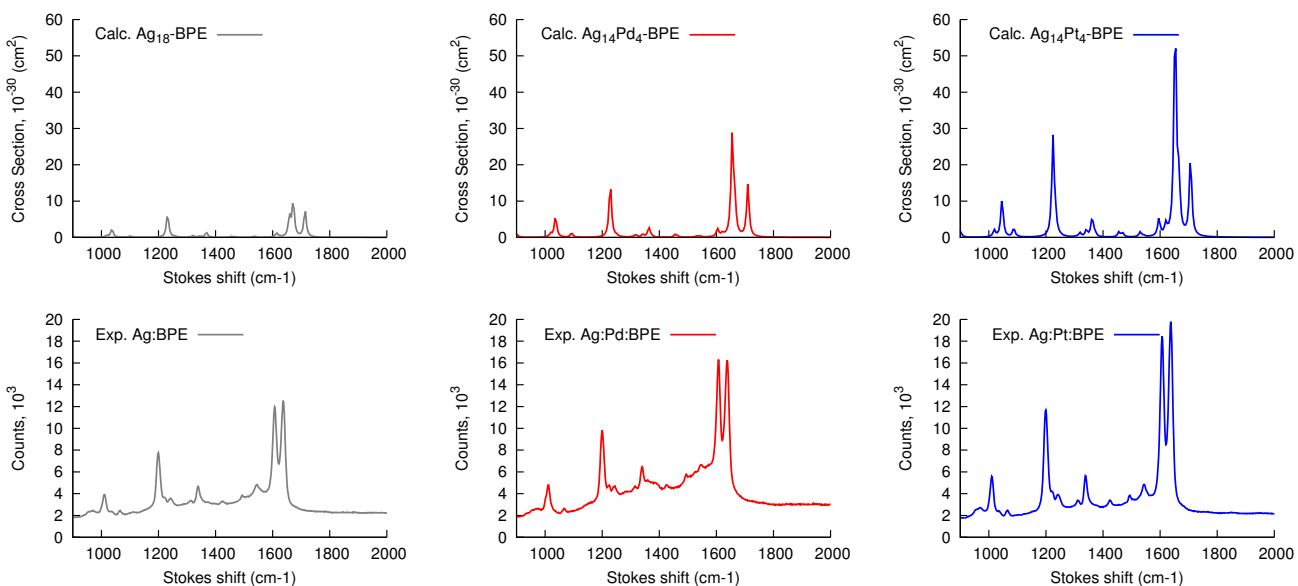 Calc. Ag18-BPE
Cross Section, 10-30 (cm2)
60
50
40
30
20
10
0
1000 1200 1400 1600 1800 2000
Stokes shift (cm-1)
Calc. Ag14Pd4-BPE
Cross Section, 10-30 (cm2)
60
50
40
30
20
10
0
1000 1200 1400 1600 1800 2000
Stokes shift (cm-1)
Calc. Ag14Pt4-BPE
Cross Section, 10-30 (cm2)
60
50
40
30
20
10
0
1000 1200 1400 1600 1800 2000
Stokes shift (cm-1)
Exp. Ag:BPE
Counts, 103
20
18
16
14
12
10
8
6
4
2
0
1000 1200 1400 1600 1800 2000
Stokes shift (cm-1)
Exp. Ag:Pd:BPE
Counts, 103
20
18
16
14
12
10
8
6
4
2
0
1000 1200 1400 1600 1800 2000
Stokes shift (cm-1)
Exp. Ag:Pt:BPE
Counts, 103
20
18
16
14
12
10
8
6
4
2
0
1000 1200 1400 1600 1800 2000
Stokes shift (cm-1)